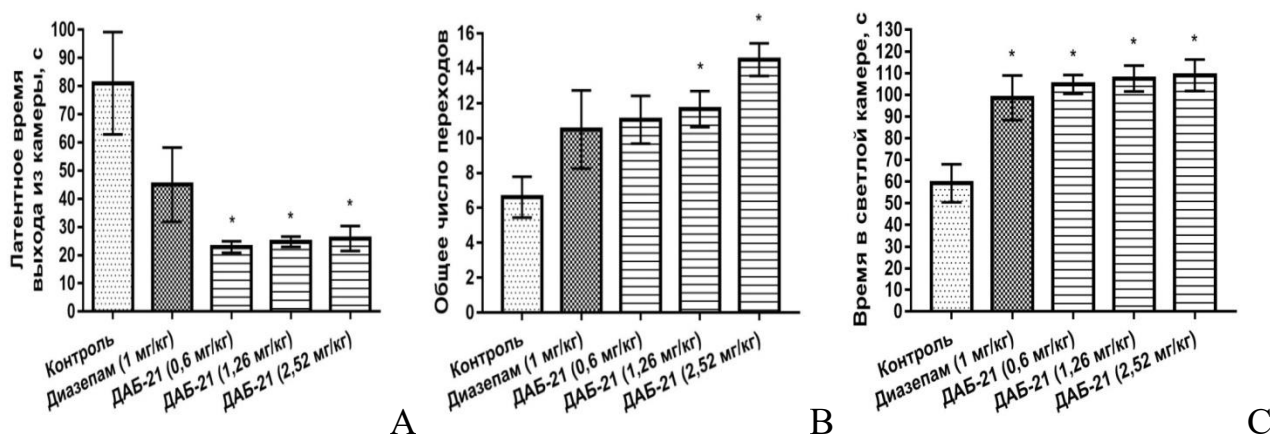 Латентное время
выхода из камеры, с
100
90
80
70
60
50
40
30
20
10
0
*
*
*
Контроль
Диазепам (1 мг/кг)
ДАБ-21 (0,6 мг/кг)
ДАБ-21 (1,26 мг/кг)
ДАБ-21 (2,52 мг/кг)
A
Общее число переходов
16
14
12
10
8
6
4
2
0
*
*
Контроль
Диазепам (1 мг/кг)
ДАБ-21 (0,6 мг/кг)
ДАБ-21 (1,26 мг/кг)
ДАБ-21 (2,52 мг/кг)
B
Время в светлой камере, с
130
120
110
100
90
80
70
60
50
40
30
20
10
0
*
*
*
*
Контроль
Диазепам (1 мг/кг)
ДАБ-21 (0,6 мг/кг)
ДАБ-21 (1,26 мг/кг)
ДАБ-21 (2,52 мг/кг)
C